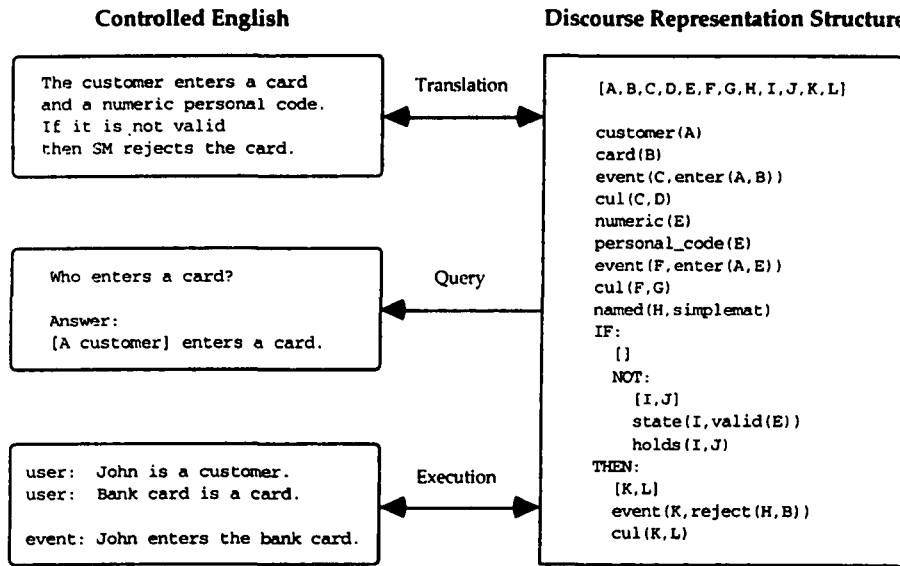 Controlled English
Discourse Representation Structure
The customer enters a card
and a numeric personal code.
If it is not valid
then SM rejects the card.
Translation
Who enters a card?
Answer:
[A customer] enters a card.
Query
user: John is a customer.
user: Bank card is a card.
event: John enters the bank card.
Execution
[A,B,C,D,E,F,G,H,I,J,K,L]
customer(A)
card(B)
event(C,enter(A,B))
cul(C,D)
numeric(E)
personal_code(E)
event(F,enter(A,E))
cul(F,G)
named(H,simplemat)
IF:
[]
NOT:
[I,J]
state(I,valid(E))
holds(I,J)
THEN:
[K,L]
event(K,reject(H,B))
cul(K,L)